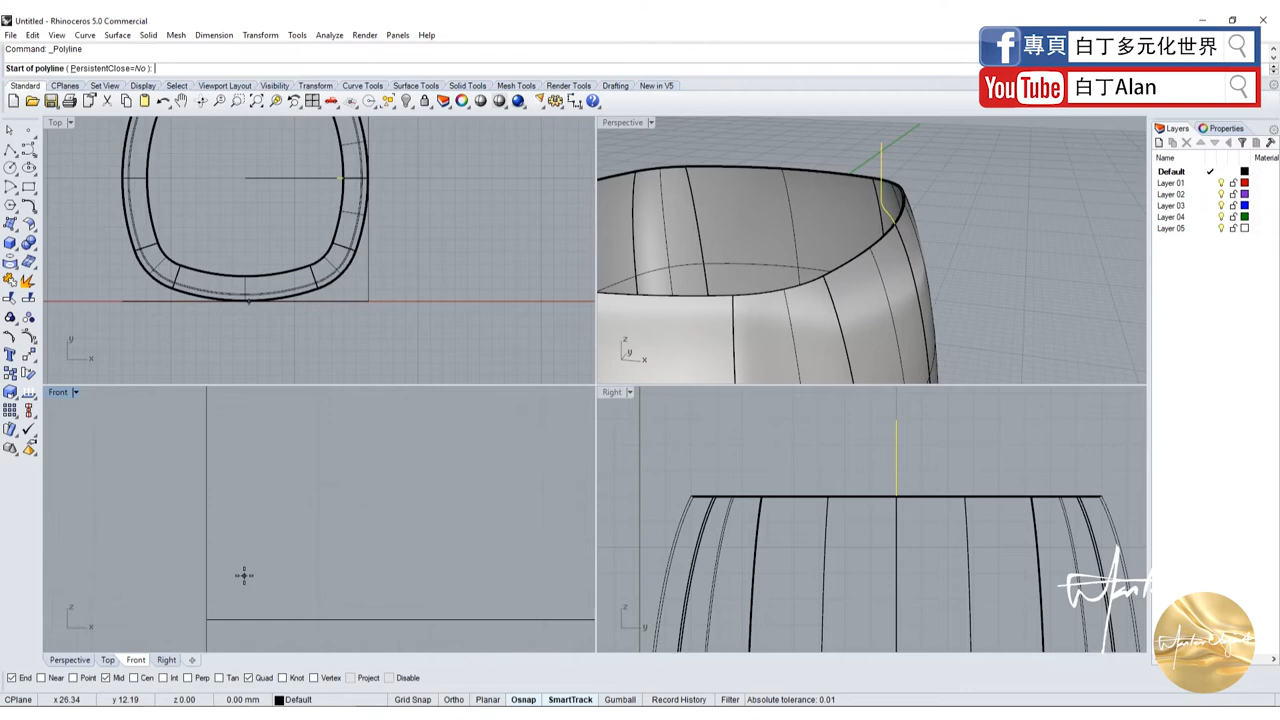 Untitled - Rhinoceros 5.0 Commercial
File Edit View Curve Surface Solid Mesh Dimension Transform Tools Analyze Render Panels Help
Command: _Polyline
Start of polyline ( PersistentClose=No ):
專頁 白丁多元化世界
YouTube 白丁Alan
Standard CPlanes Set View Display Select Viewport Layout Visibility Transform Curve Tools Surface Tools Solid Tools Mesh Tools Render Tools Drafting New in V5
Top
Perspective
Layers Properties
Name Material
Default
Layer 01
Layer 02
Layer 03
Layer 04
Layer 05
y x
z y x
Front
Right
z x
z y
Perspective Top Front Right
End Near Point Mid Cen Int Perp Tan Quad Knot Vertex Project Disable
CPlane x 26.34 y 12.19 z 0.00 0.00 mm Default Grid Snap Ortho Planar Osnap SmartTrack Gumball Record History Filter Absolute tolerance: 0.01